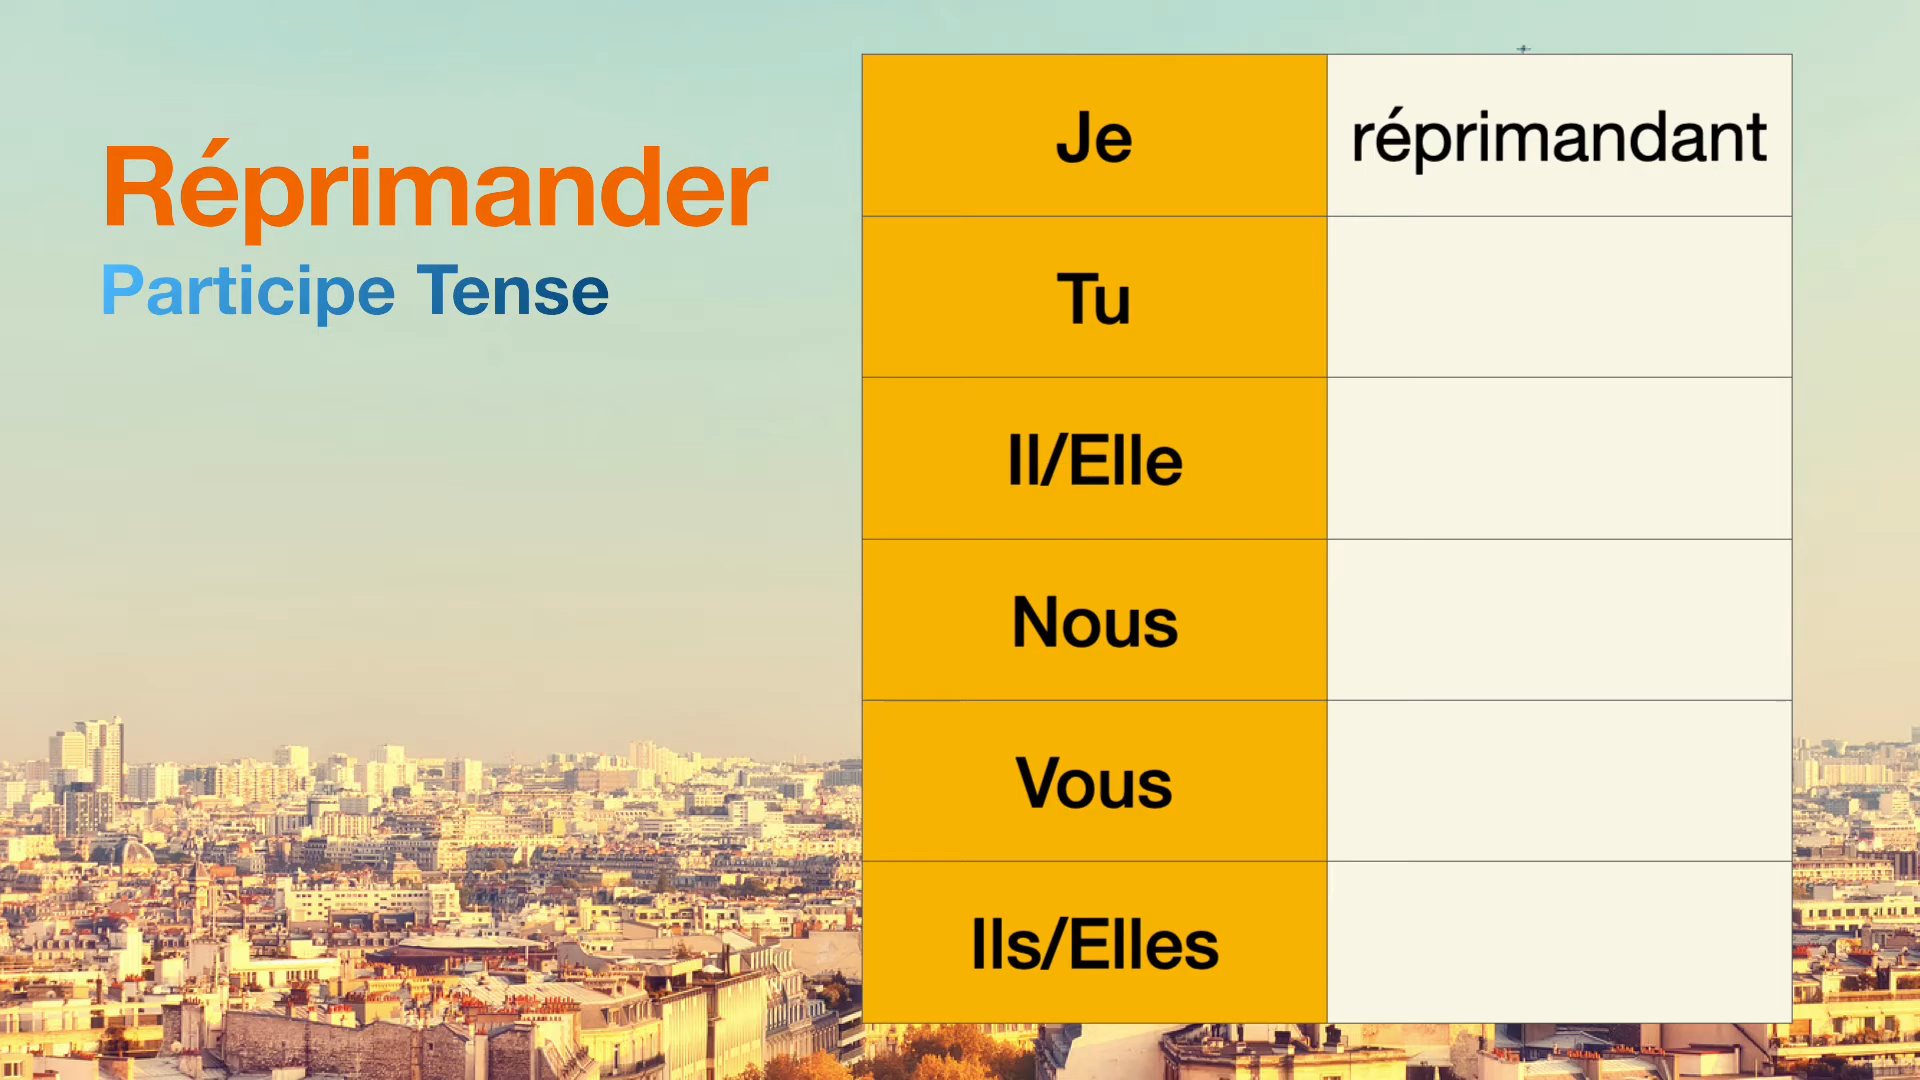 Réprimander
Participe Tense
Je réprimandant
Tu
Il/Elle
Nous
Vous
Ils/Elles